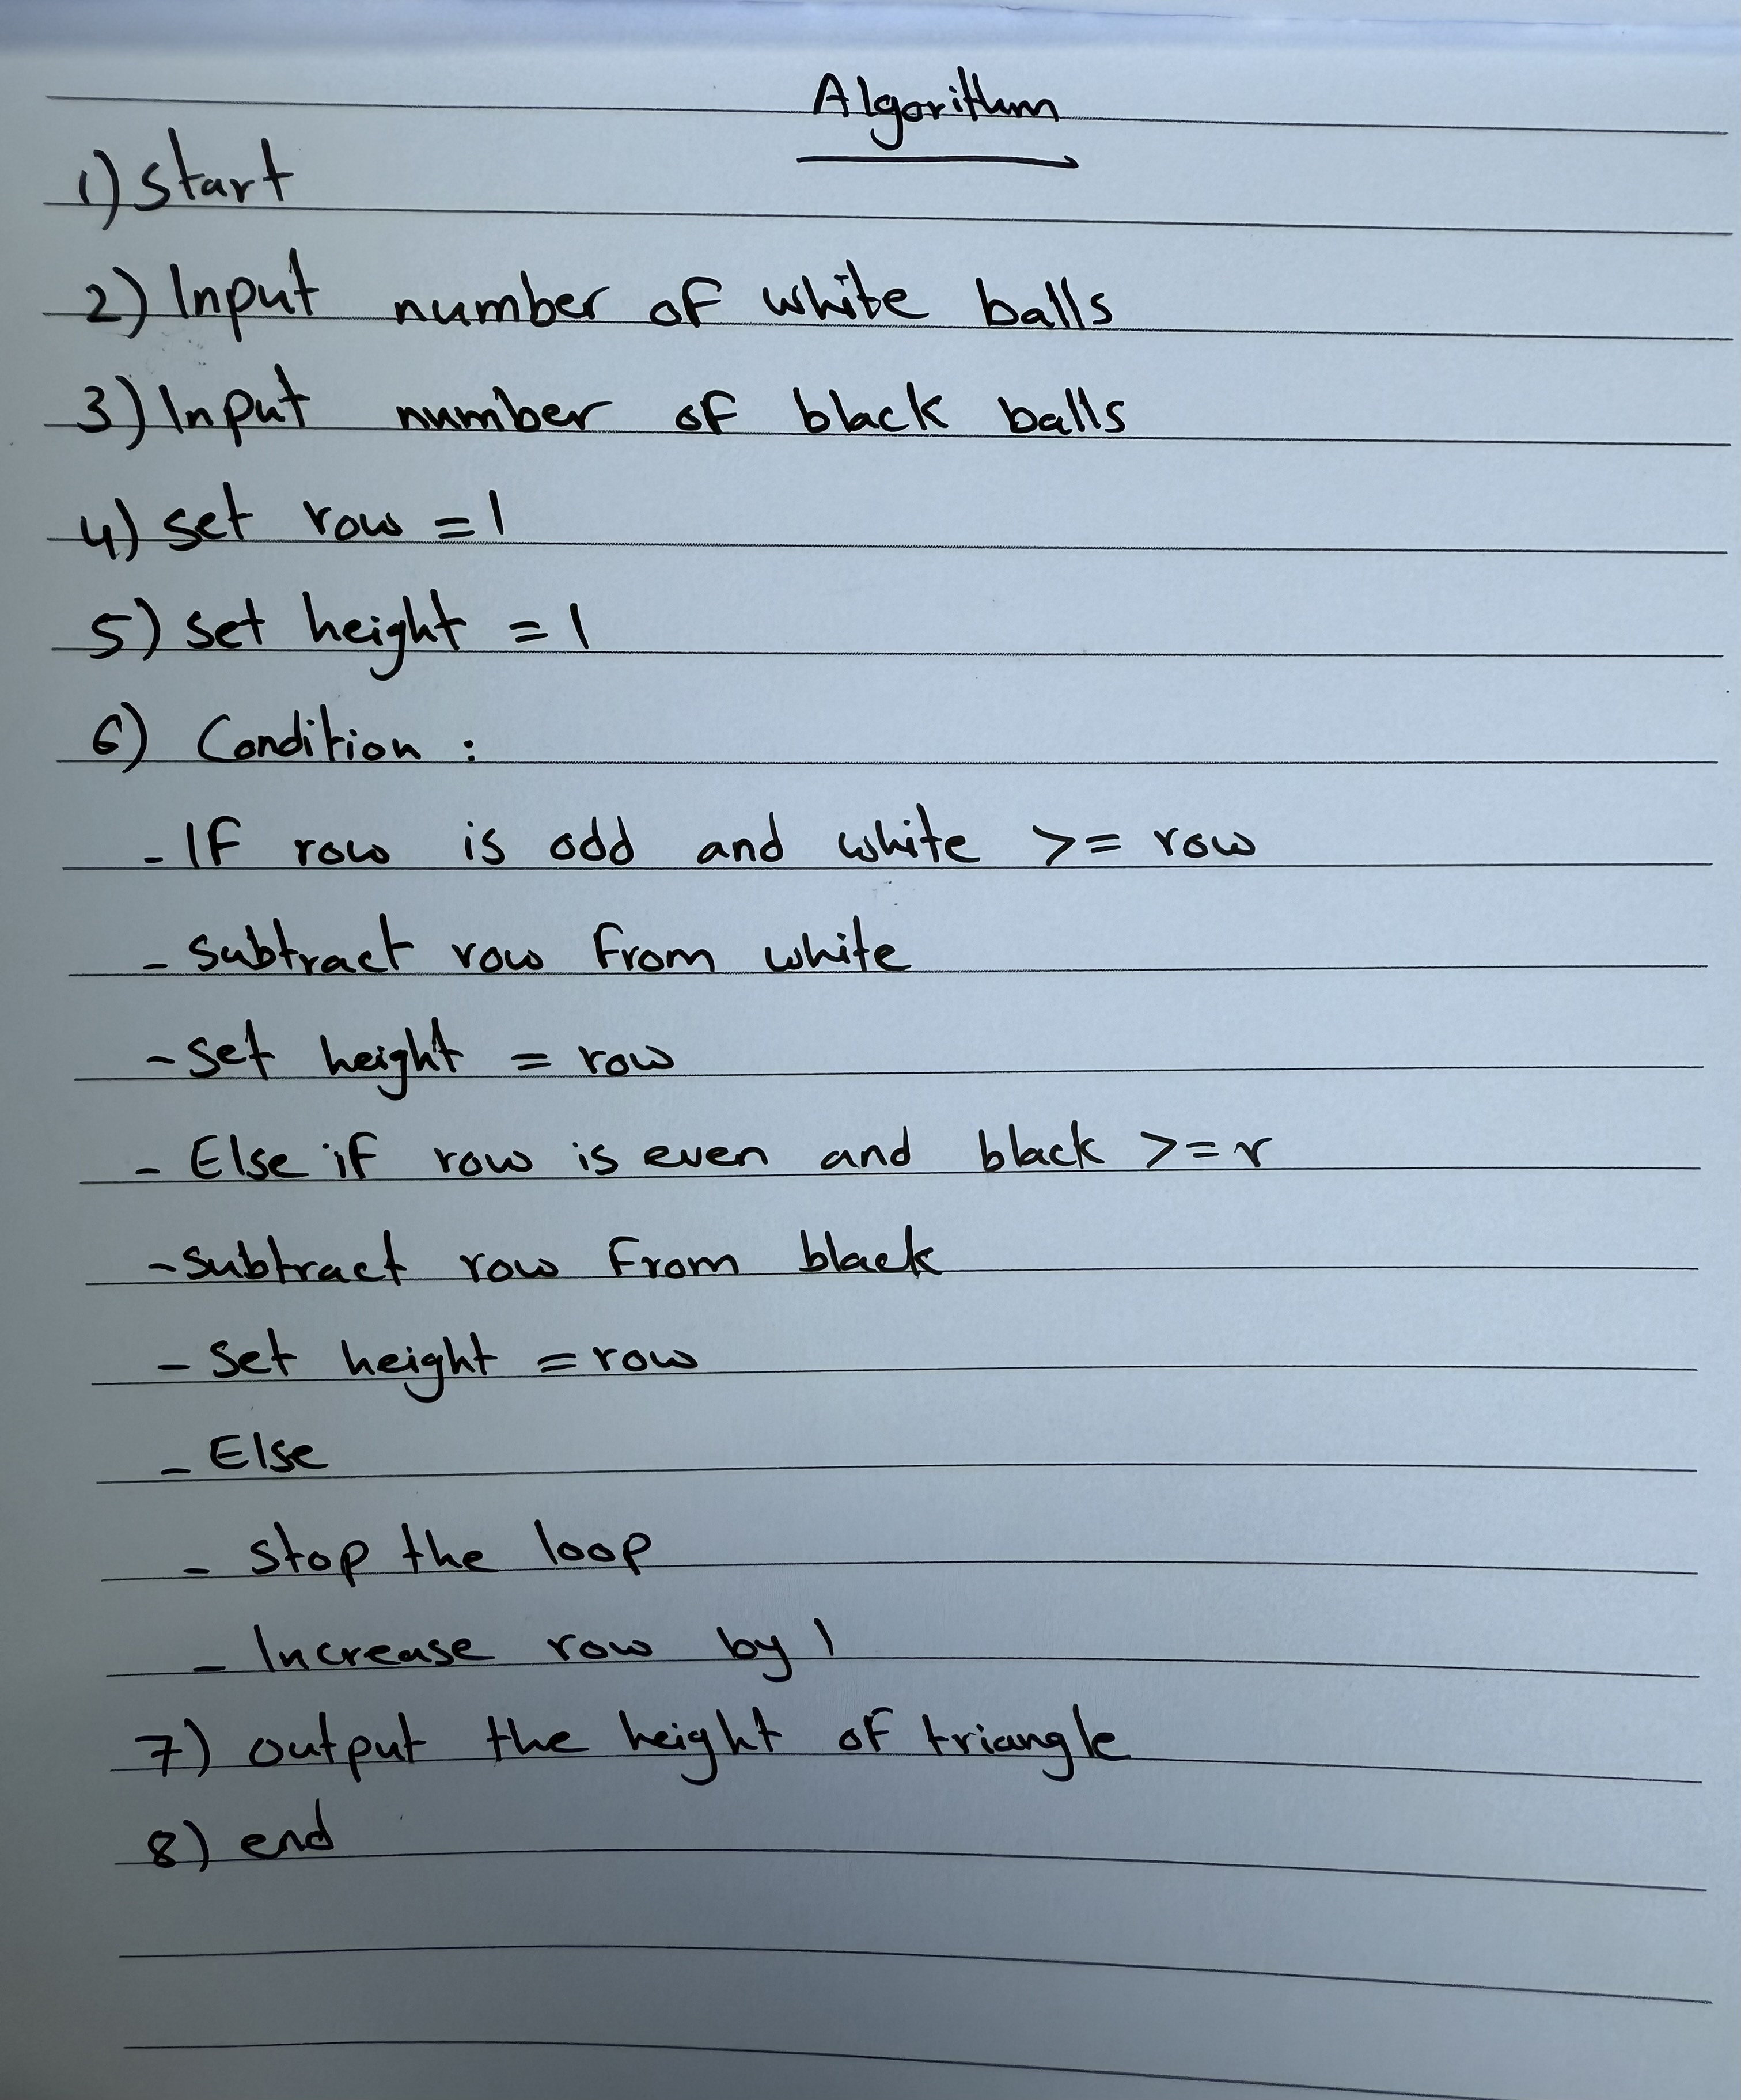 Algorithm
1) start
2) Input number of white balls
3) Input number of black balls
4) set row = 1
5) set height = 1
6) Condition :
- If row is odd and white >= row
- subtract row from white
- set height = row
- Else if row is even and black >= r
- subtract row from black
- set height = row
- Else
- stop the loop
- Increase row by 1
7) output the height of triangle
8) end